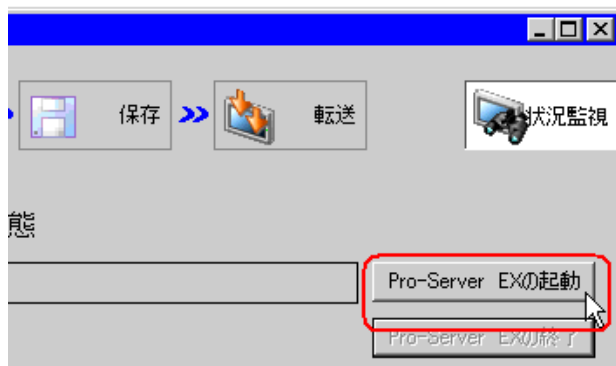 保存
転送
状況監視
態
Pro-Server EXの起動
Pro-Server EXの終了